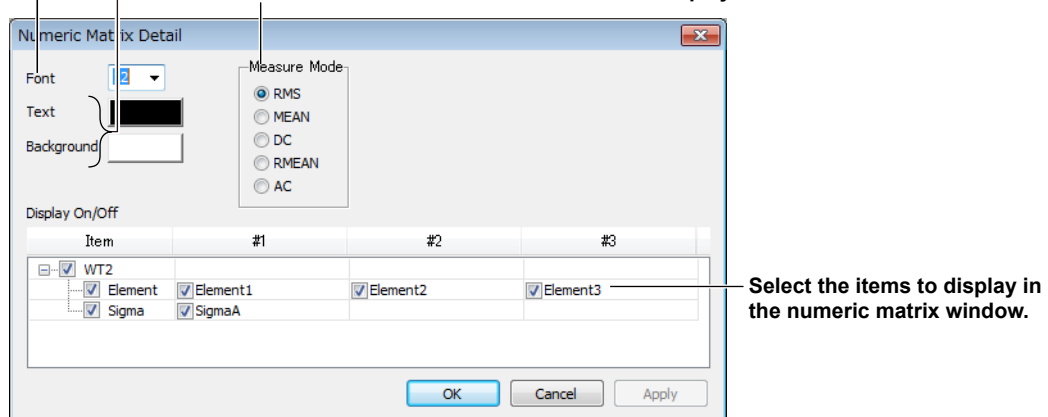 Numeric Matrix Detail
Font
Measure Mode
RMS
Text
MEAN
Background
DC
RMEAN
AC
Display On/Off
Item #1 #2 #3
WT2
Element Element1 Element2 Element3
Sigma SigmaA
Select the items to display in
the numeric matrix window.
OK Cancel Apply